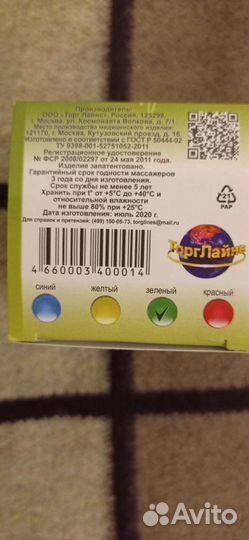 Производитель:
ООО «Торг Лайнс», Россия, 125299,
г. Москва, ул. Космонавта Волкова, д. 7/1.
Место производства медицинского изделия:
121170, г. Москва, Кутузовский проезд, д. 16.
Изготовлено в соответствии с ГОСТ Р 50444-92
ТУ 9398-001-52751052-2011
Регистрационное удостоверение
№ ФСР 2008/02297 от 24 мая 2011 года.
Изделие запатентовано.
Гарантийный срок годности массажеров
3 года со дня изготовления.
Срок службы не менее 5 лет
Хранить при t° от +5°С до +40°С и
относительной влажности
не выше 80% при +25°С
Дата изготовления: июль 2020 г.
Для справок и претензий: (499) 150-05-73, torglines@mail.ru
PAP
ТоргЛайнс
4 660003 400014
синий
желтый
зеленый
красный
Avito